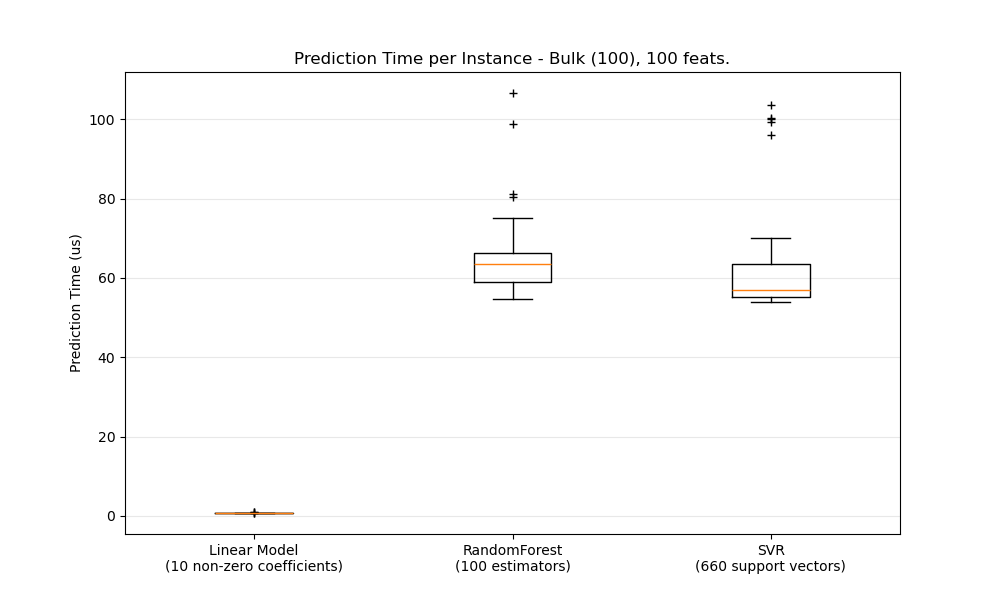 Prediction Time per Instance - Bulk (100), 100 feats.
Prediction Time (us)
100
80
60
40
20
0
Linear Model
(10 non-zero coefficients)
RandomForest
(100 estimators)
SVR
(660 support vectors)